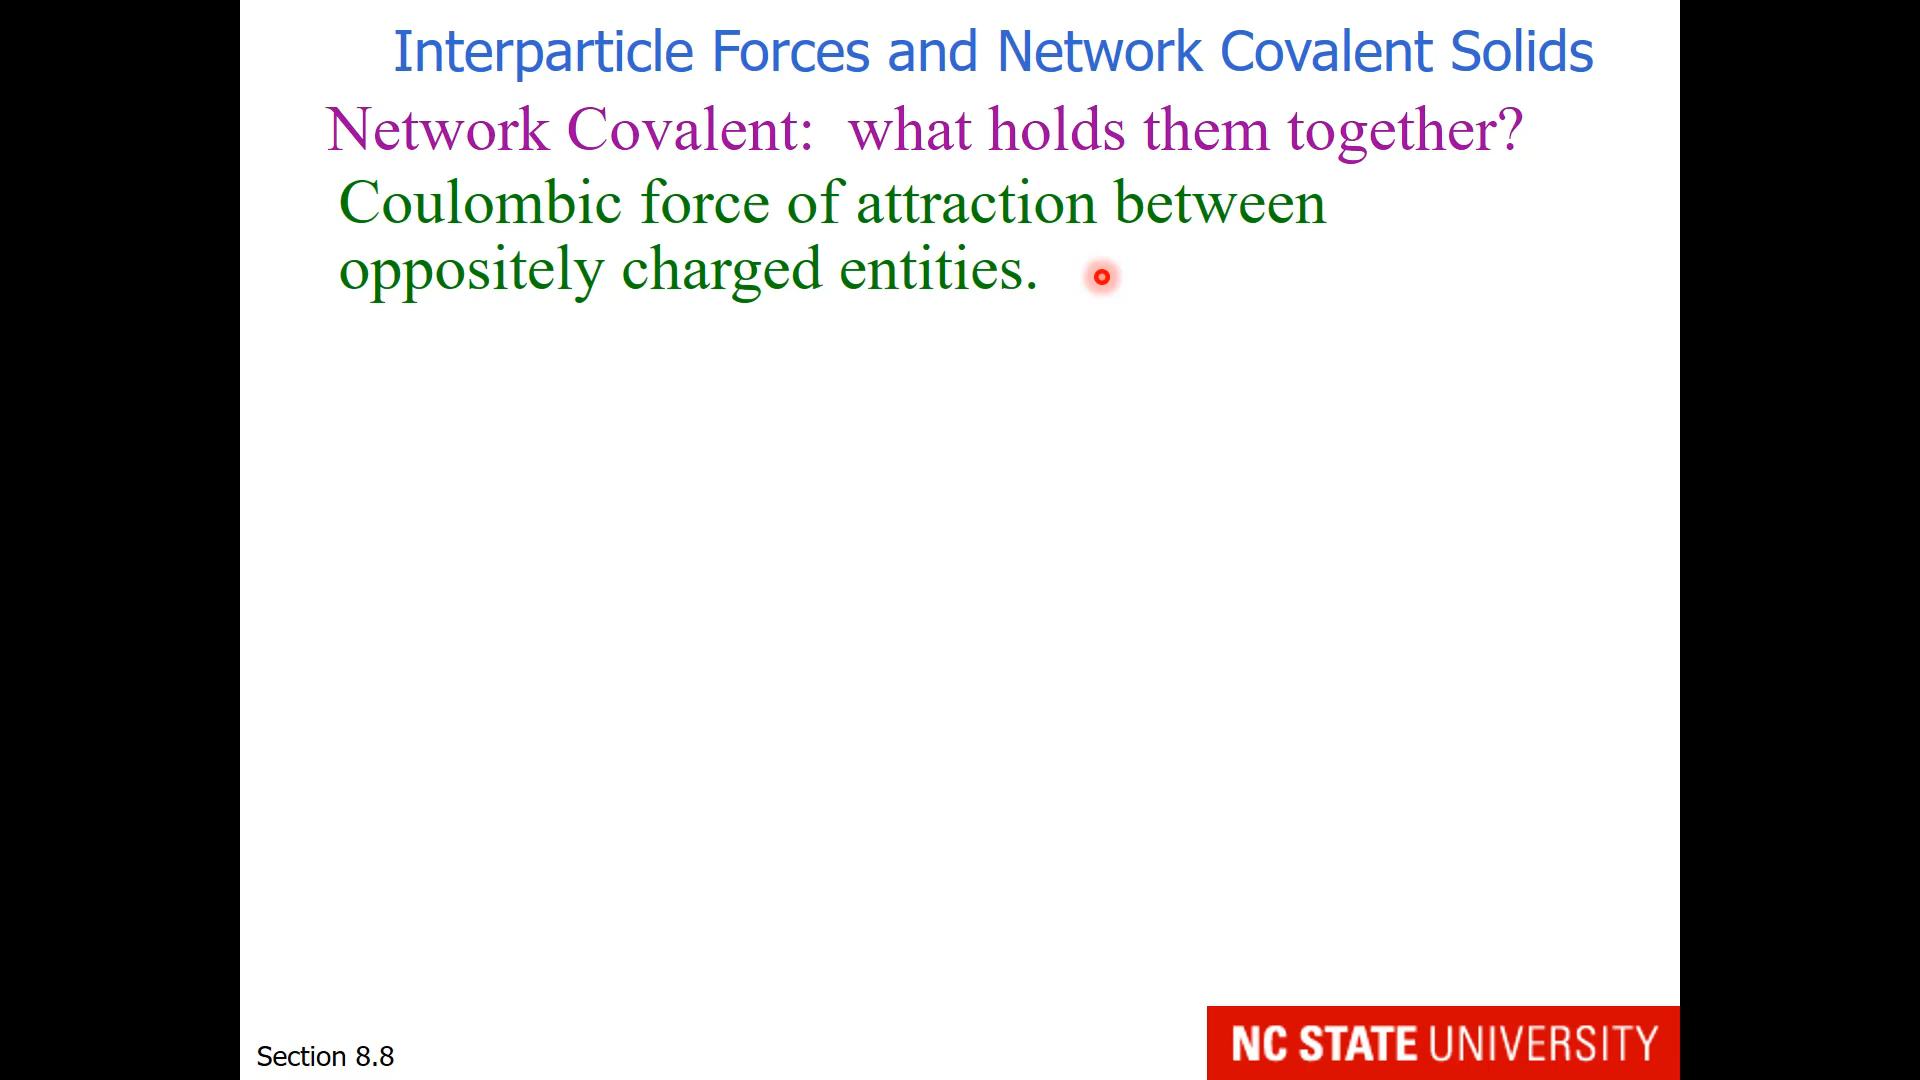 Interparticle Forces and Network Covalent Solids
Network Covalent:  what holds them together?
Coulombic force of attraction between
oppositely charged entities.
Section 8.8
NC STATE UNIVERSITY